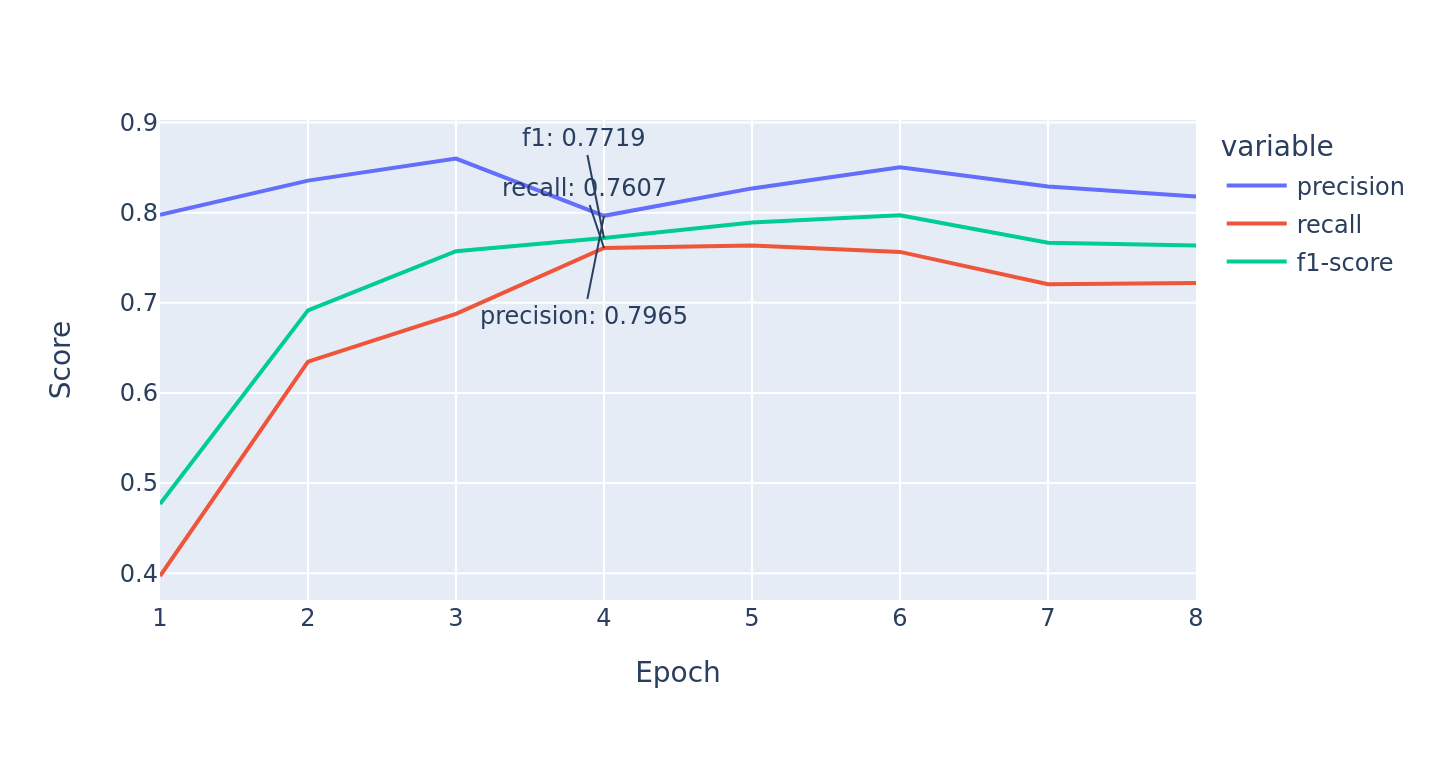 0.9
0.8
0.7
0.6
0.5
0.4
Score
f1: 0.7719
recall: 0.7607
precision: 0.7965
1 2 3 4 5 6 7 8
Epoch
variable
precision
recall
f1-score